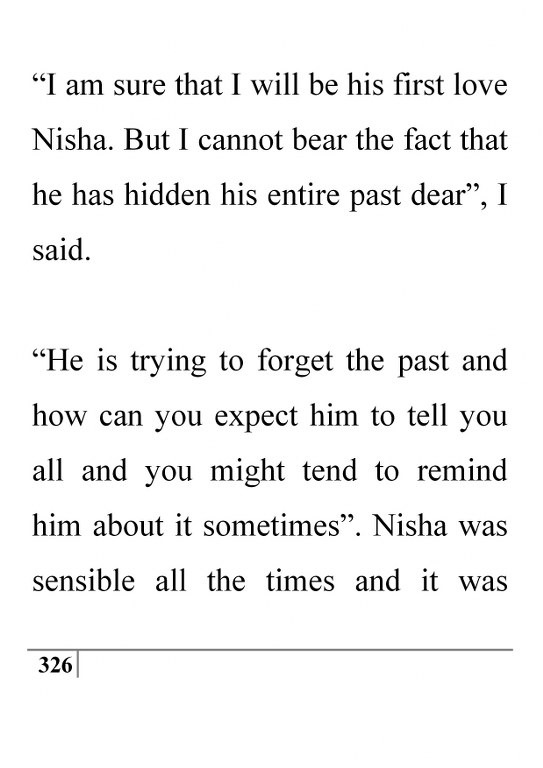 “I am sure that I will be his first love
Nisha. But I cannot bear the fact that
he has hidden his entire past dear”, I
said.
“He is trying to forget the past and
how can you expect him to tell you
all and you might tend to remind
him about it sometimes”. Nisha was
sensible all the times and it was
326